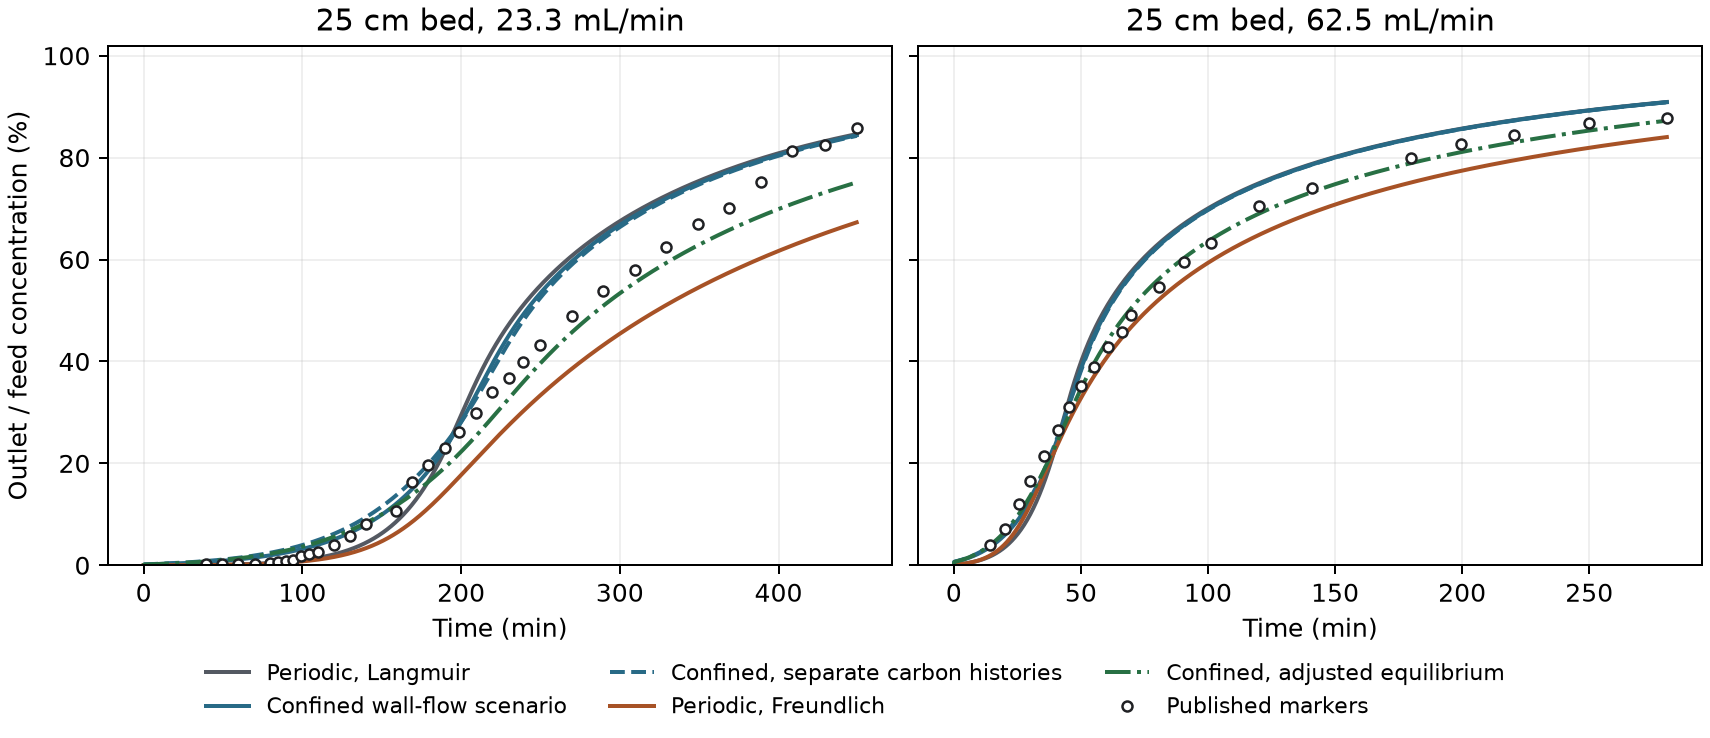 25 cm bed, 23.3 mL/min
25 cm bed, 62.5 mL/min
Outlet / feed concentration (%)
100
80
60
40
20
0
0 100 200 300 400
0 50 100 150 200 250
Time (min)
Time (min)
Periodic, Langmuir
Confined wall-flow scenario
Confined, separate carbon histories
Periodic, Freundlich
Confined, adjusted equilibrium
Published markers